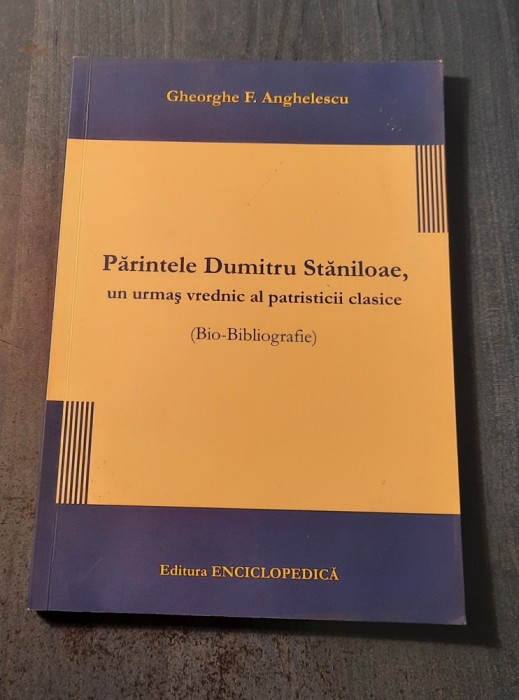 Gheorghe F. Anghelescu
Părintele Dumitru Stăniloae,
un urmaş vrednic al patristicii clasice
(Bio-Bibliografie)
Editura ENCICLOPEDICĂ